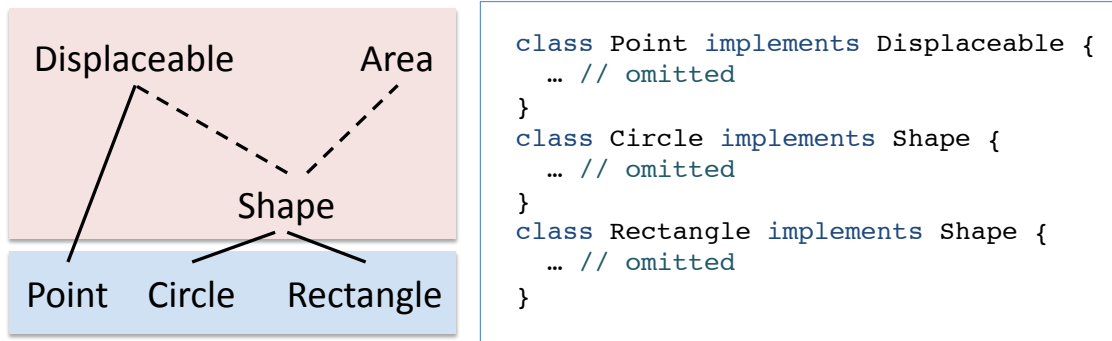 Displaceable Area
Shape
Point Circle Rectangle
class Point implements Displaceable {
  … // omitted
}
class Circle implements Shape {
  … // omitted
}
class Rectangle implements Shape {
  … // omitted
}